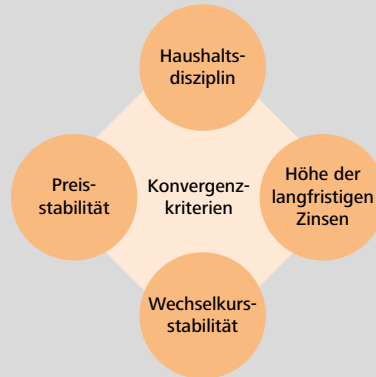 Haushalts-
disziplin
Preis-
stabilität
Konvergenz-
kriterien
Höhe der
langfristigen
Zinsen
Wechselkurs-
stabilität